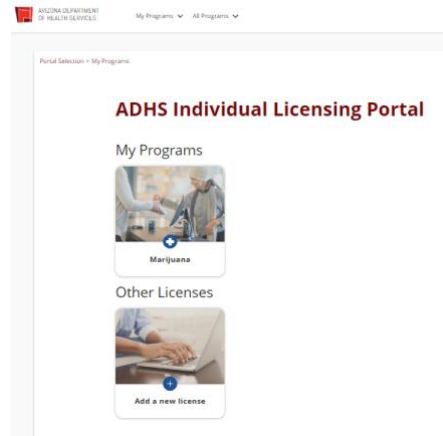 ARIZONA DEPARTMENT
OF HEALTH SERVICES
My Programs
All Programs
Portal Selection > My Programs
ADHS Individual Licensing Portal
My Programs
Marijuana
Other Licenses
Add a new license